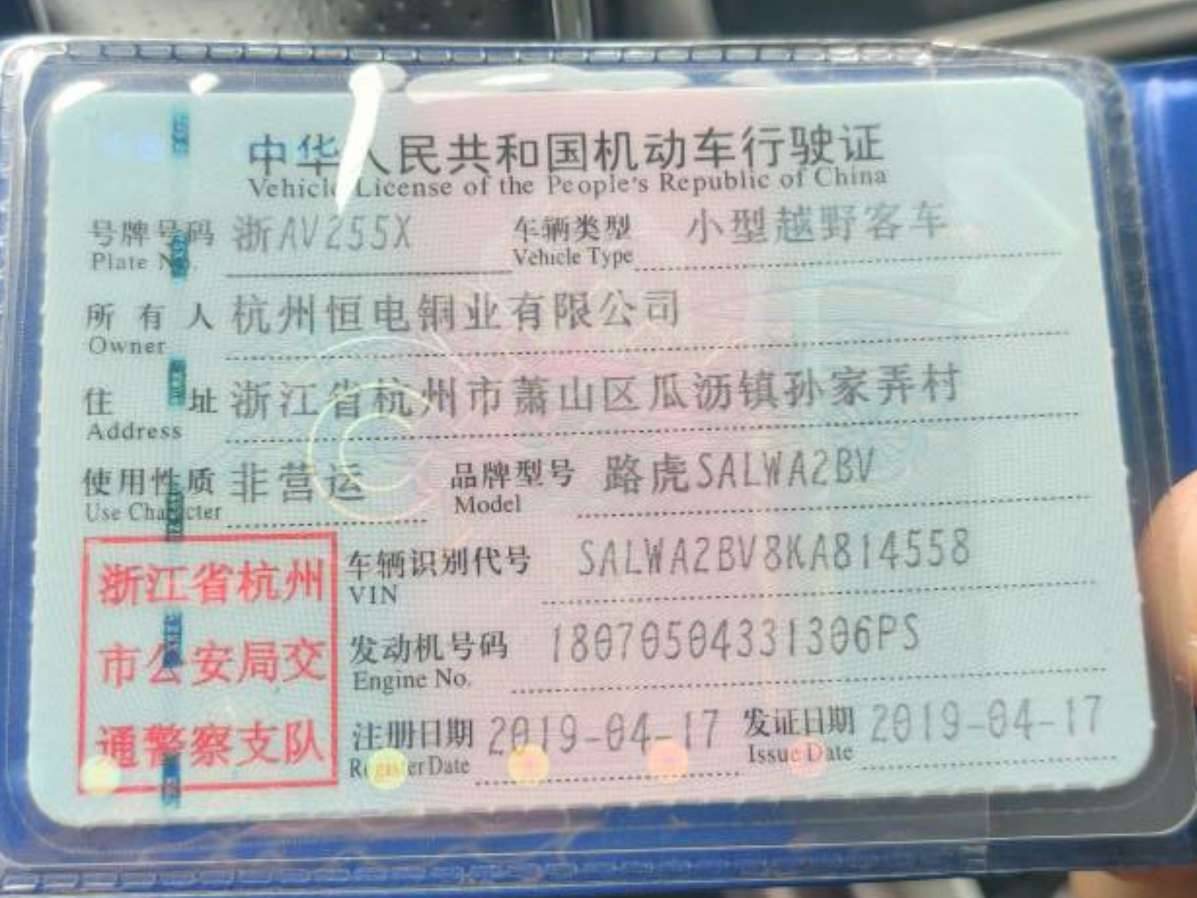 中华人民共和国机动车行驶证
Vehicle License of the People's Republic of China
号牌号码 浙AV255X 车辆类型 小型越野客车
Plate No. Vehicle Type
所有人 杭州恒电铜业有限公司
Owner
住址 浙江省杭州市萧山区瓜沥镇孙家弄村
Address
使用性质 非营运 品牌型号 路虎SALWA2BV
Use Character Model
浙江省杭州
市公安局交
通警察支队
车辆识别代号 SALWA2BV8KA814558
VIN
发动机号码 18070504331306PS
Engine No.
注册日期 2019-04-17 发证日期 2019-04-17
Register Date Issue Date